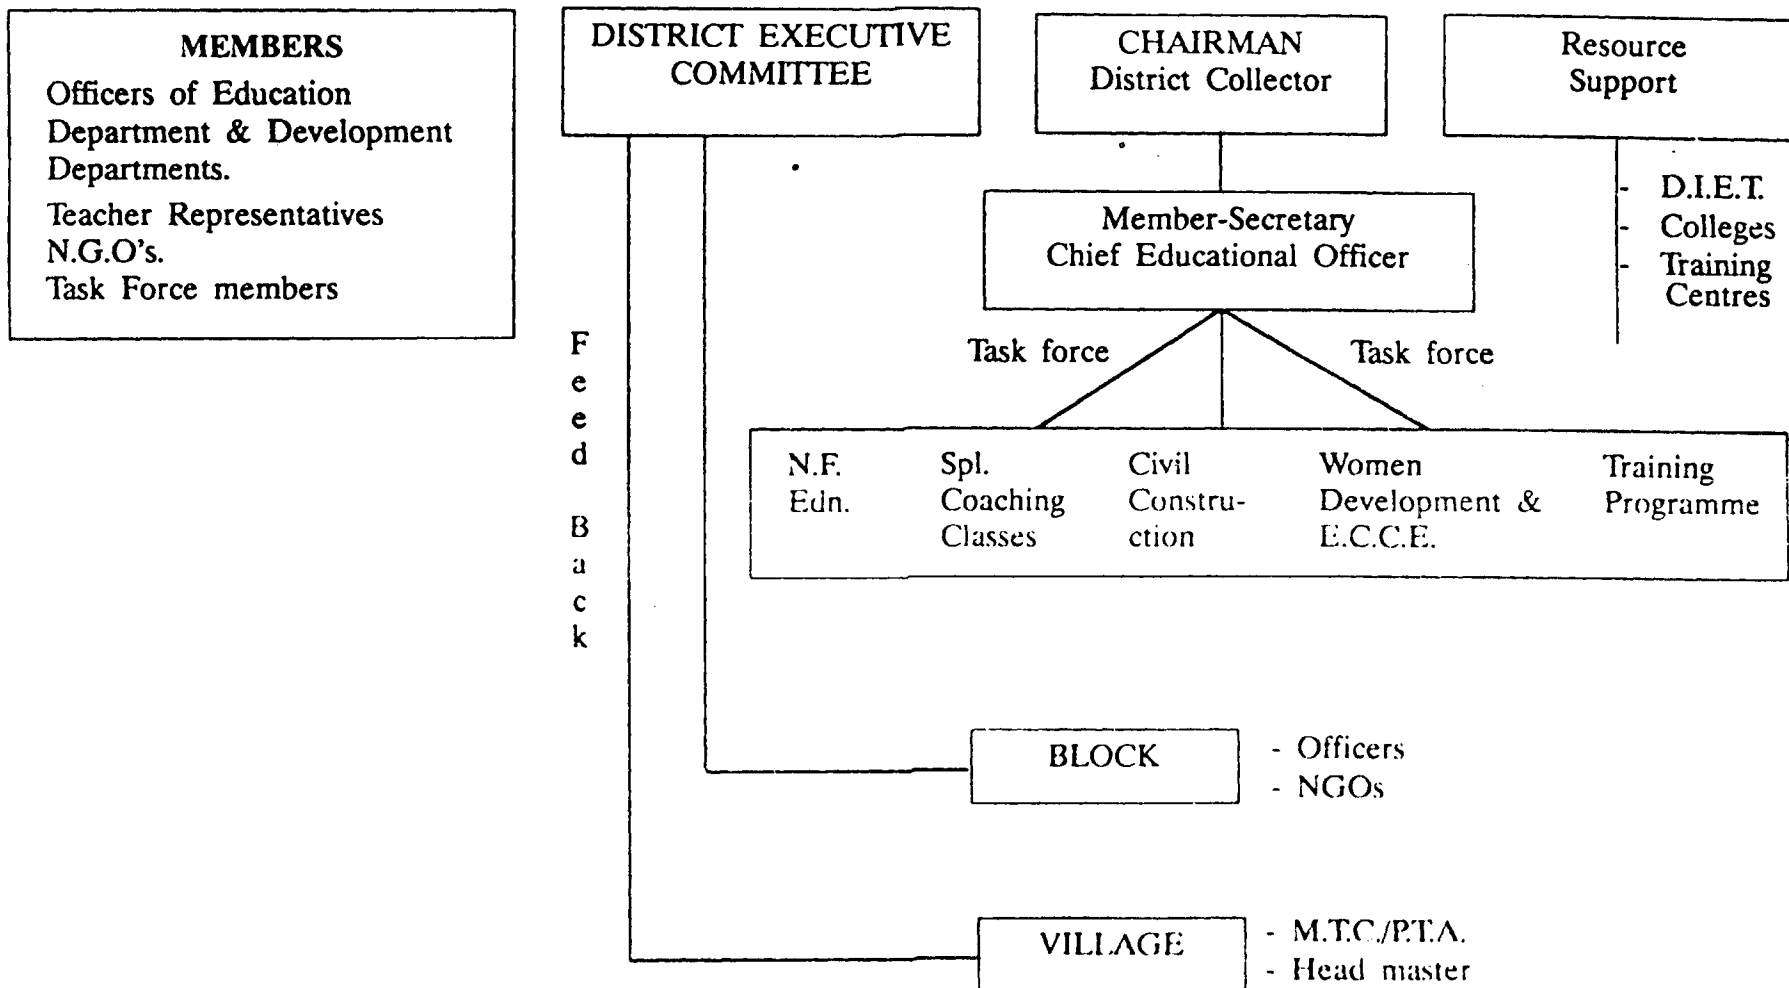 MEMBERS
Officers of Education
Department & Development
Departments.
Teacher Representatives
N.G.O's.
Task Force members
DISTRICT EXECUTIVE
COMMITTEE
CHAIRMAN
District Collector
Resource
Support
- D.I.E.T.
- Colleges
- Training
Centres
Member-Secretary
Chief Educational Officer
Task force
Task force
N.F.
Edn.
Spl.
Coaching
Classes
Civil
Constru-
ction
Women
Development &
E.C.C.E.
Training
Programme
Feed Back
BLOCK
- Officers
- NGOs
VILLAGE
- M.T.C./P.T.A.
- Head master